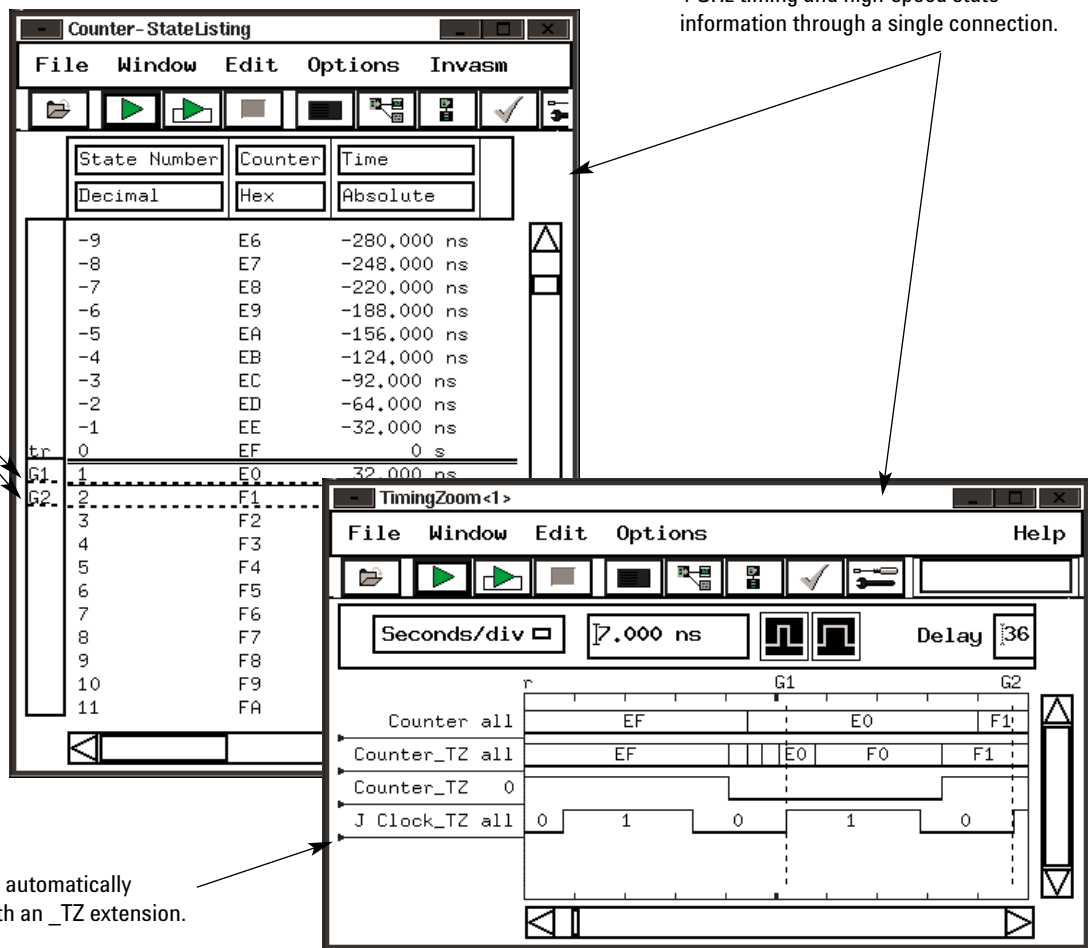 information through a single connection.
Counter-StateListing
File Window Edit Options Invasm
State Number Counter Time
Decimal Hex Absolute
-9 E6 -280.000 ns
-8 E7 -248.000 ns
-7 E8 -220.000 ns
-6 E9 -188.000 ns
-5 EA -156.000 ns
-4 EB -124.000 ns
-3 EC -92.000 ns
-2 ED -64.000 ns
-1 EE -32.000 ns
tr 0 EF 0 s
G1 1 E0 32.000 ns
G2 2 F1
3 F2
4 F3
5 F4
6 F5
7 F6
8 F7
9 F8
10 F9
11 FA
TimingZoom<1>
File Window Edit Options Help
Seconds/div 7.000 ns Delay 36
r G1 G2
Counter all EF E0 F1
Counter_TZ all EF E0 F0 F1
Counter_TZ 0
J Clock_TZ all 0 1 0 1 0
automatically
th an _TZ extension.